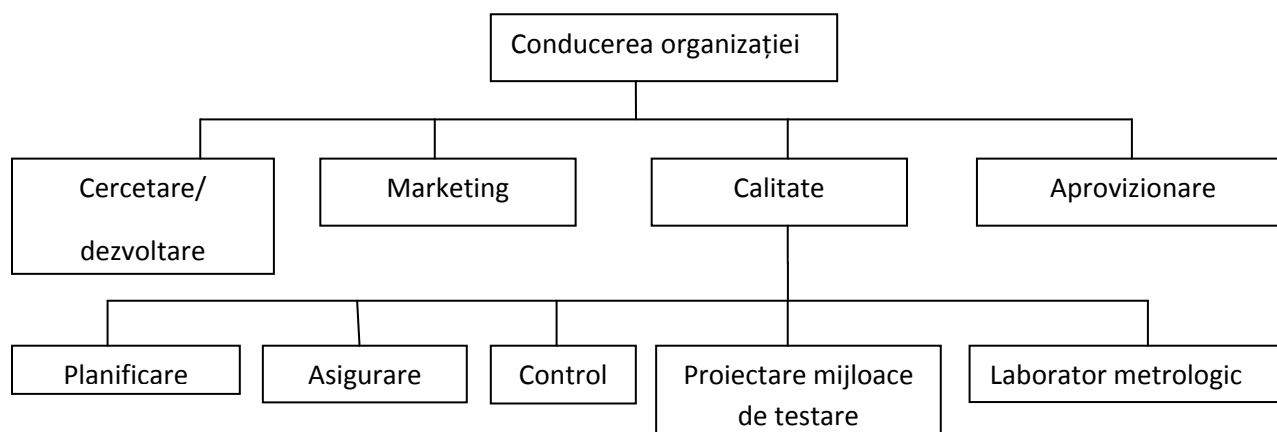 Conducerea organizației
Cercetare/
dezvoltare
Marketing
Calitate
Aprovizionare
Planificare
Asigurare
Control
Proiectare mijloace
de testare
Laborator metrologic